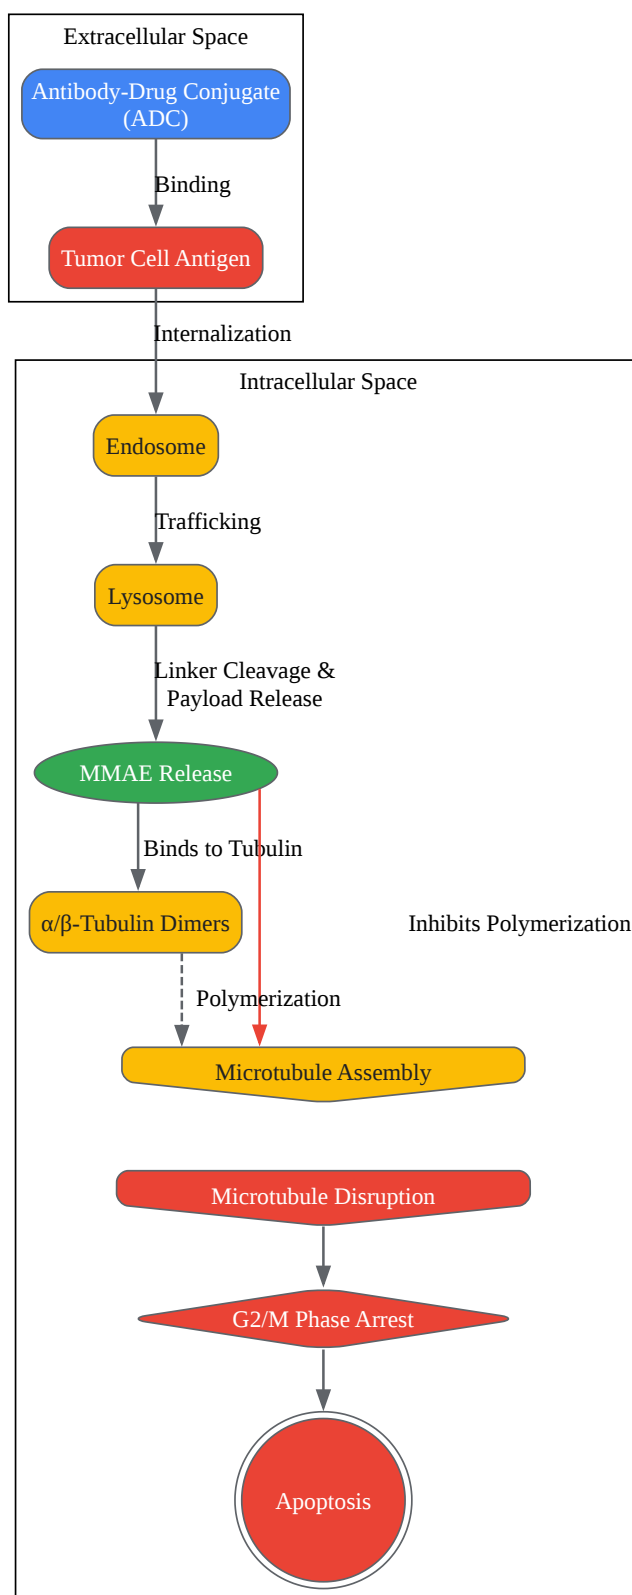 Extracellular Space
Antibody-Drug Conjugate
(ADC)
Binding
Tumor Cell Antigen
Internalization
Intracellular Space
Endosome
Trafficking
Lysosome
Linker Cleavage &
Payload Release
MMAE Release
Binds to Tubulin
α/β-Tubulin Dimers
Inhibits Polymerization
Polymerization
Microtubule Assembly
Microtubule Disruption
G2/M Phase Arrest
Apoptosis